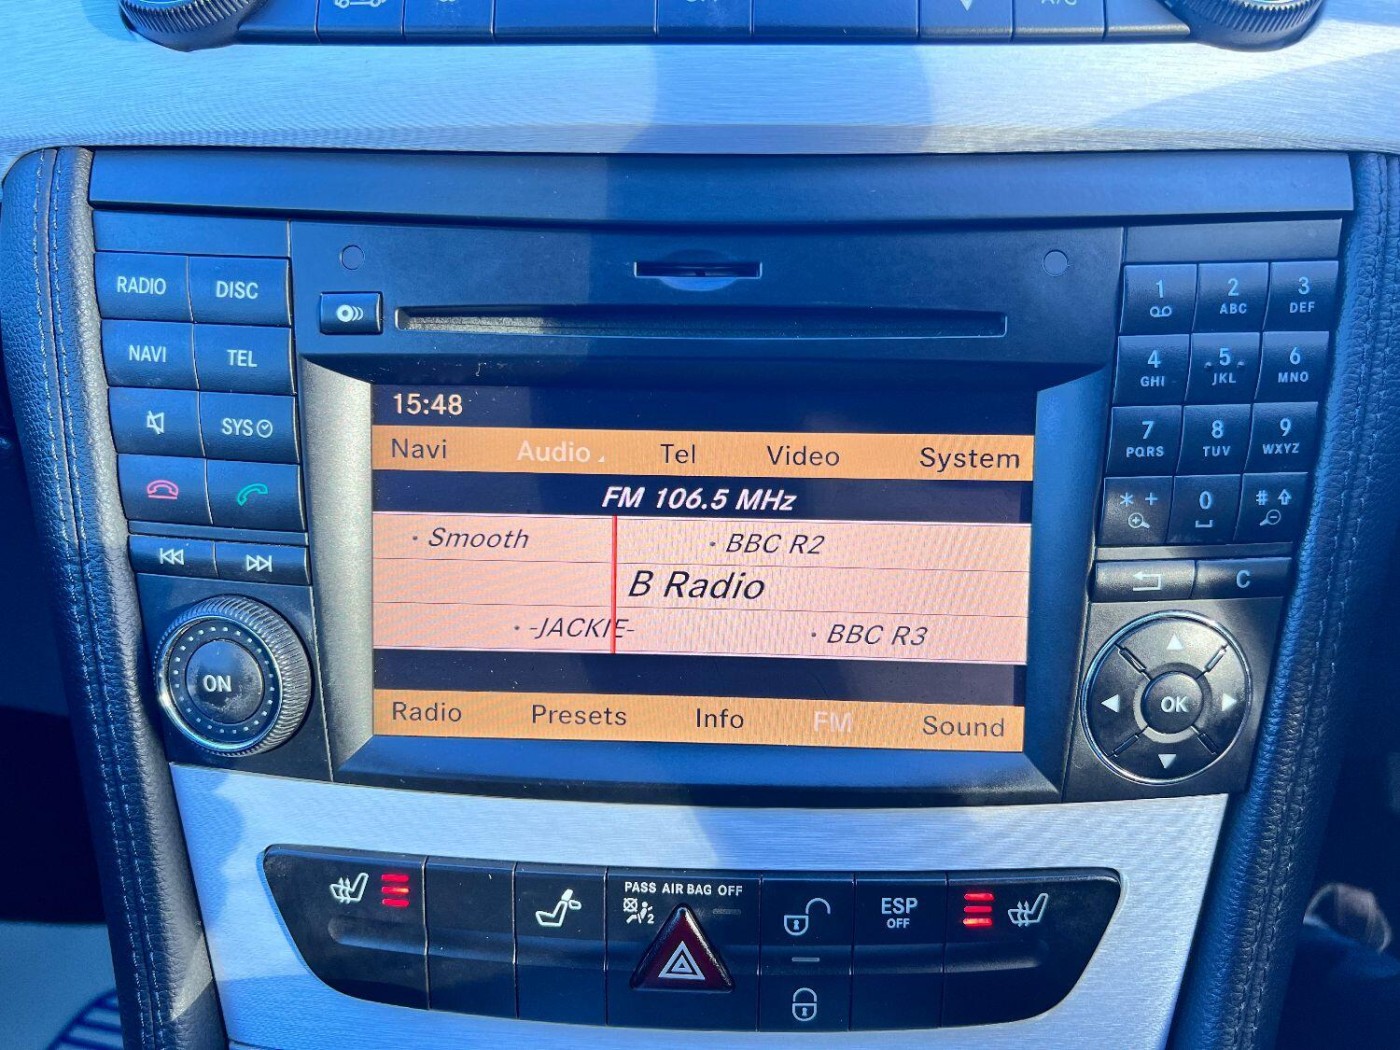 A/C
RADIO DISC
NAVI TEL
SYS
ON
15:48
Navi Audio Tel Video System
FM 106.5 MHz
· Smooth · BBC R2
B Radio
· -JACKIE- · BBC R3
Radio Presets Info FM Sound
1 2 ABC 3 DEF
4 GHI 5 JKL 6 MNO
7 PQRS 8 TUV 9 WXYZ
* + 0 #
C
OK
PASS AIR BAG OFF
2
ESP
OFF